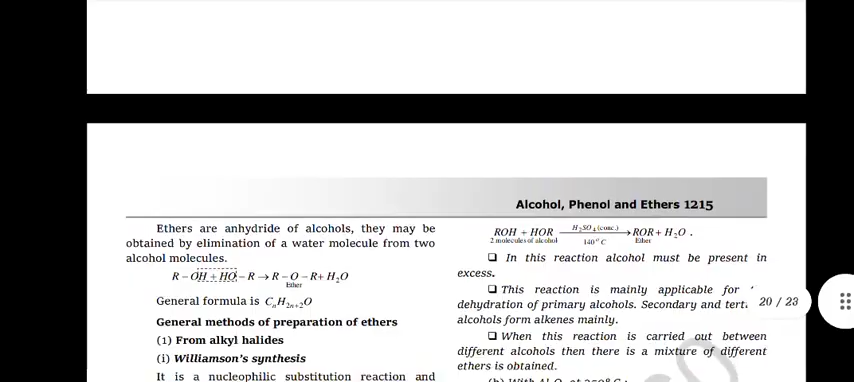 Alcohol, Phenol and Ethers 1215
Ethers are anhydride of alcohols, they may be
obtained by elimination of a water molecule from two
alcohol molecules.
R – OH + HO – R → R – O – R + H₂O
Ether
General formula is CₙH₂ₙ₊₂O
General methods of preparation of ethers
(1) From alkyl halides
(i) Williamson's synthesis
It is a nucleophilic substitution reaction and
ROH + HOR H₂SO₄(conc.) → ROR + H₂O .
2 molecules of alcohol 140°C Ether
❑ In this reaction alcohol must be present in
excess.
❑ This reaction is mainly applicable for
dehydration of primary alcohols. Secondary and
alcohols form alkenes mainly.
❑ When this reaction is carried out between
different alcohols then there is a mixture of different
ethers is obtained.
20 / 23